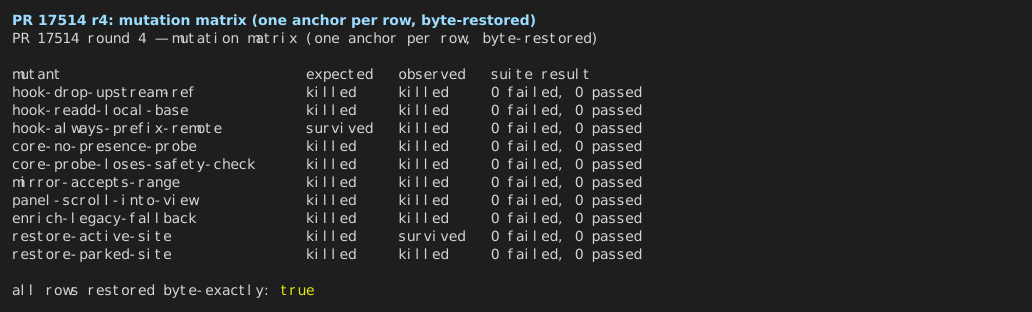 PR 17514 r4: mutation matrix (one anchor per row, byte-restored)
PR 17514 round 4 — mutation matrix (one anchor per row, byte-restored)
mutant expected observed suite result
hook-drop-upstream-ref killed killed 0 failed, 0 passed
hook-readd-local-base killed killed 0 failed, 0 passed
hook-always-prefix-remote survived killed 0 failed, 0 passed
core-no-presence-probe killed killed 0 failed, 0 passed
core-probe-loses-safety-check killed killed 0 failed, 0 passed
mirror-accepts-range killed killed 0 failed, 0 passed
panel-scroll-into-view killed killed 0 failed, 0 passed
enrich-legacy-fallback killed killed 0 failed, 0 passed
restore-active-site killed survived 0 failed, 0 passed
restore-parked-site killed killed 0 failed, 0 passed
all rows restored byte-exactly: true